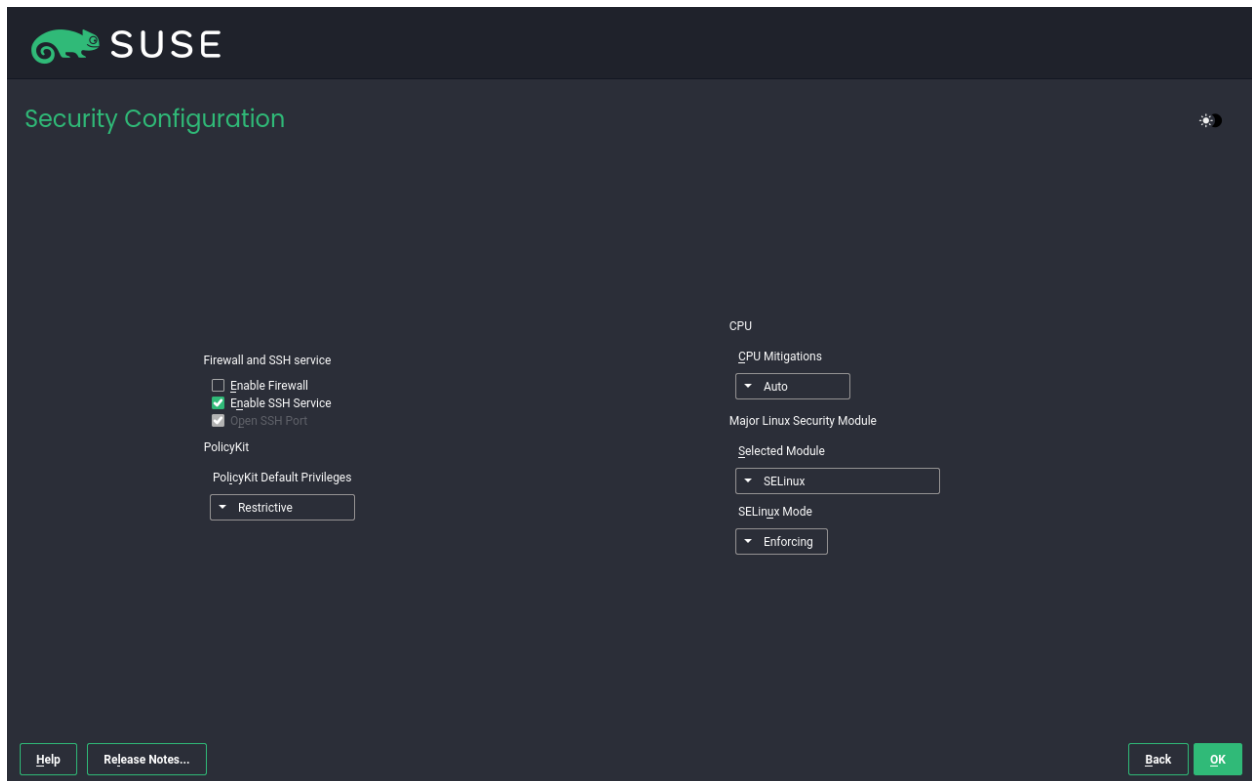 SUSE
Security Configuration
Firewall and SSH service
Enable Firewall
Enable SSH Service
Open SSH Port
PolicyKit
PolicyKit Default Privileges
Restrictive
CPU
CPU Mitigations
Auto
Major Linux Security Module
Selected Module
SELinux
SELinux Mode
Enforcing
Help
Release Notes...
Back
OK